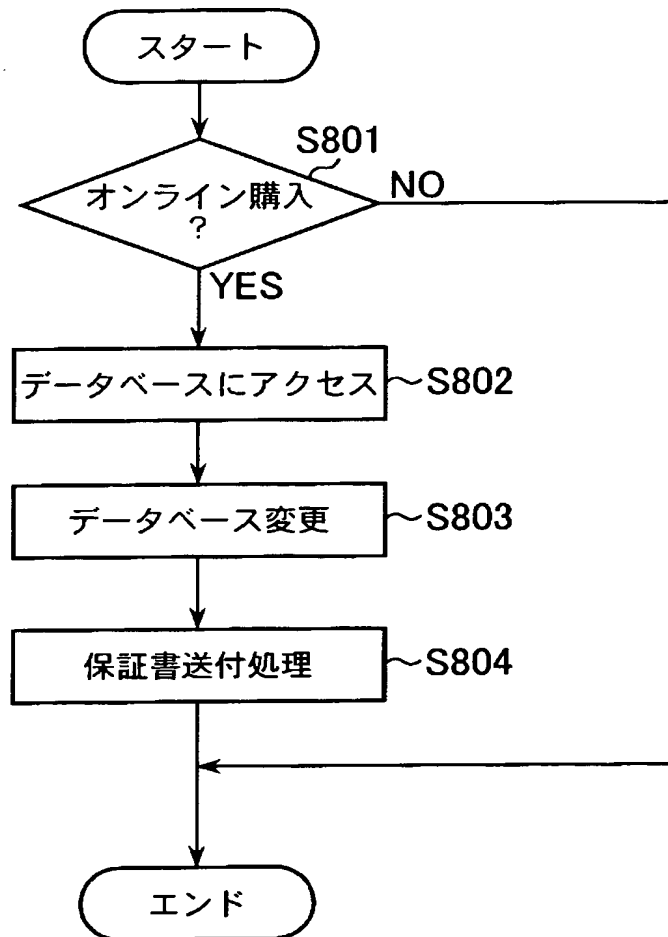 スタート
S801
オンライン購入
?
NO
YES
データベースにアクセス
S802
データベース変更
S803
保証書送付処理
S804
エンド